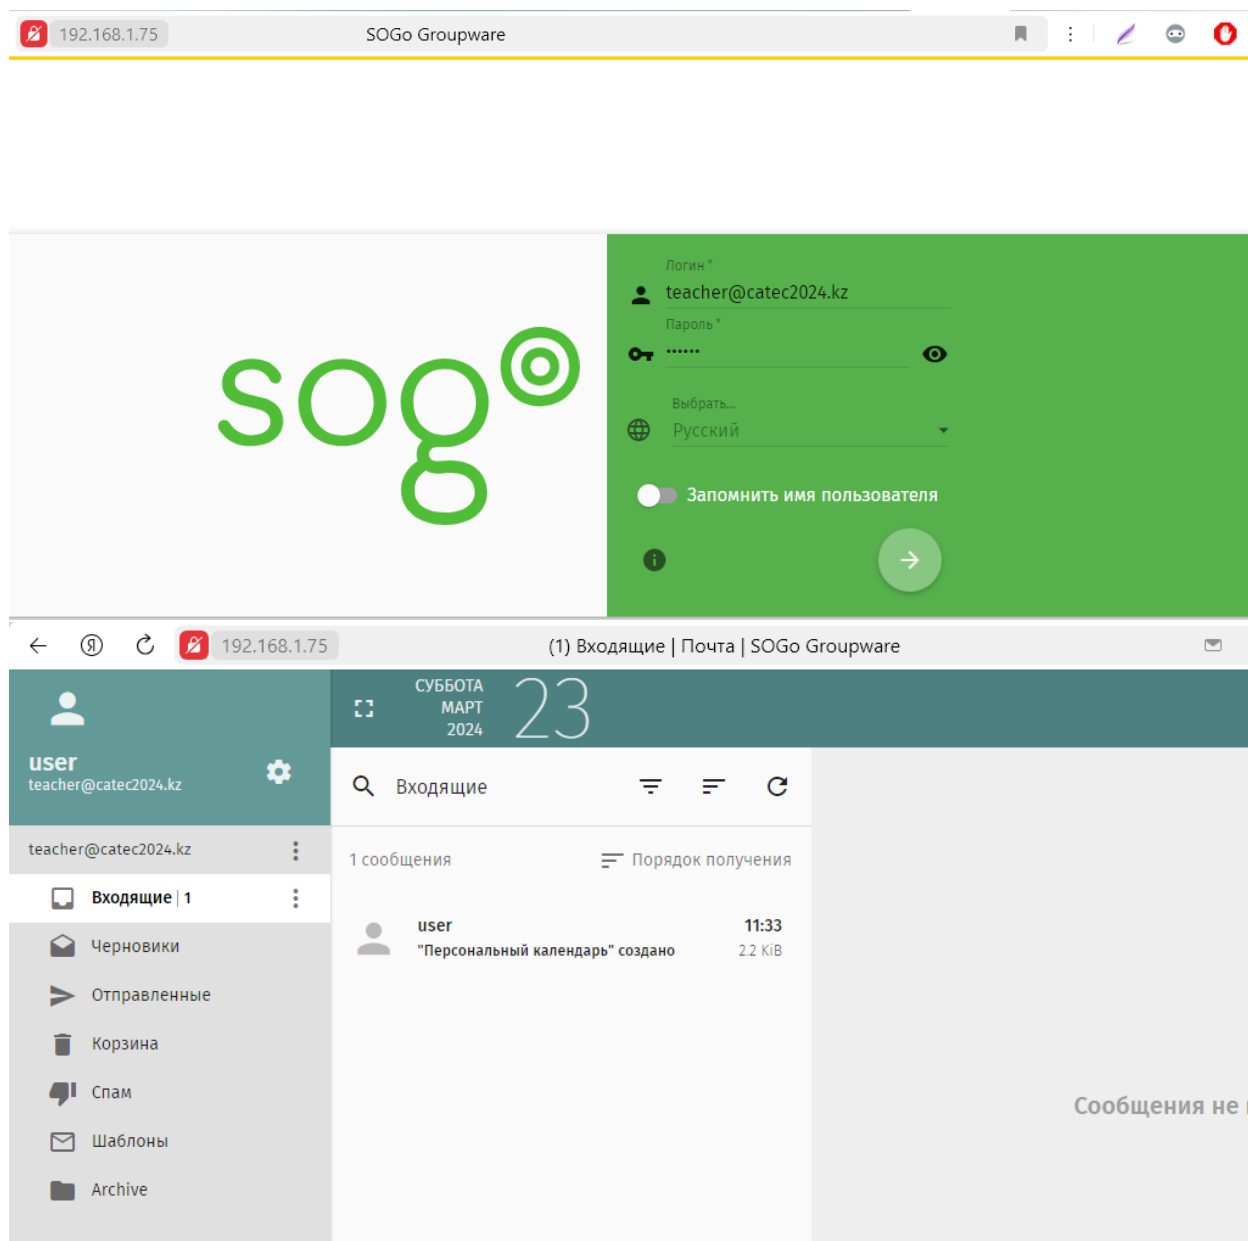 192.168.1.75 SOGo Groupware
sogo
Логин *
teacher@catec2024.kz
Пароль *
••••••
Выбрать...
Русский
Запомнить имя пользователя
192.168.1.75 (1) Входящие | Почта | SOGo Groupware
СУББОТА
МАРТ
2024
23
user
teacher@catec2024.kz
Входящие
teacher@catec2024.kz
1 сообщения Порядок получения
Входящие | 1
user 11:33
"Персональный календарь" создано 2.2 KiB
Черновики
Отправленные
Корзина
Спам
Шаблоны
Archive
Сообщения не